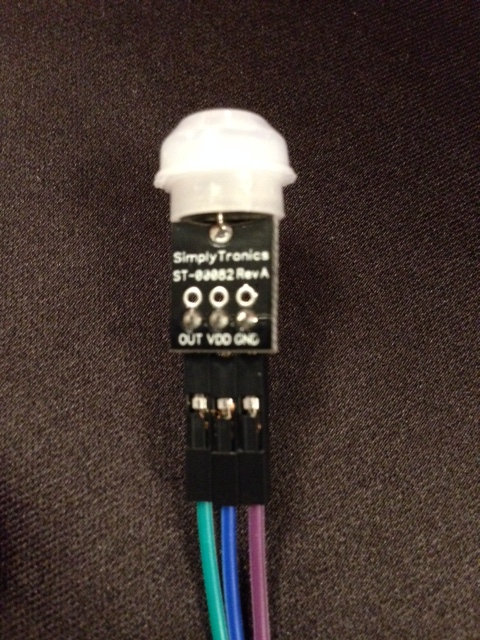 SimplyTronics
ST-00082 RevA
OUT VDD GND